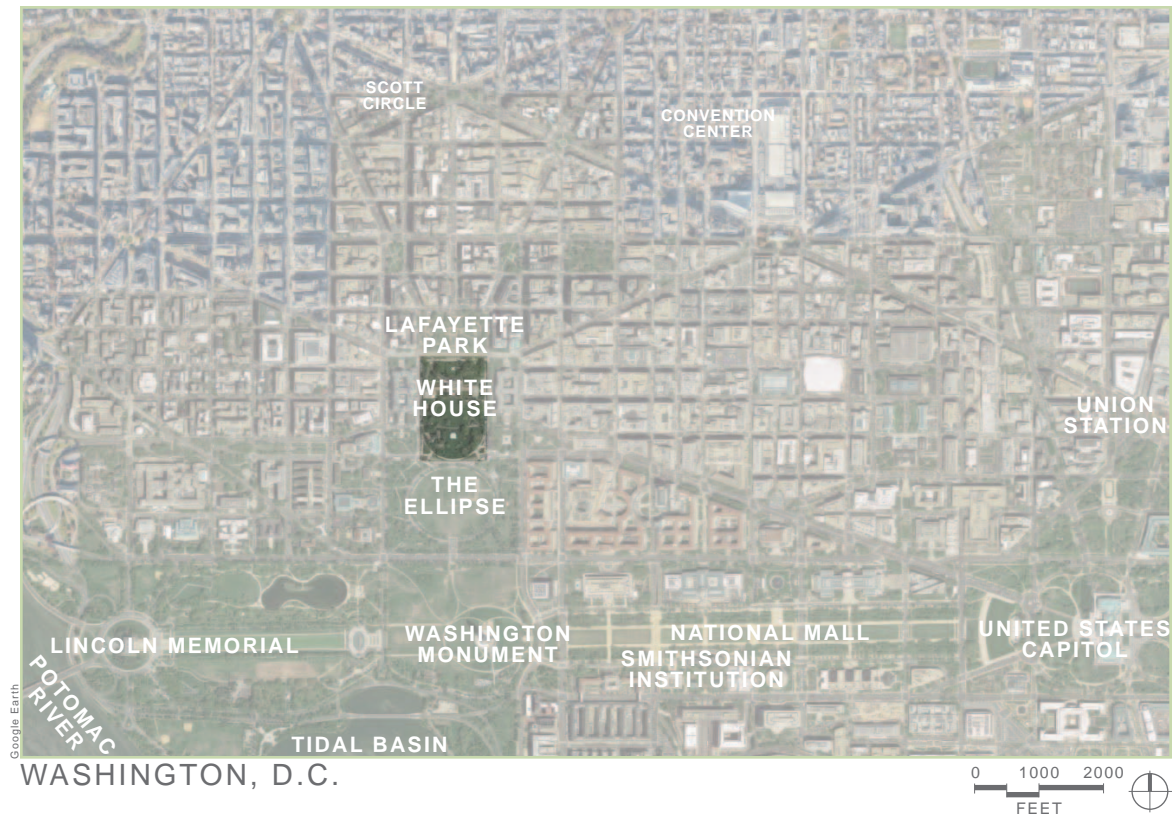 SCOTT
CIRCLE
CONVENTION
CENTER
LAFAYETTE
PARK
WHITE
HOUSE
UNION
STATION
THE
ELLIPSE
LINCOLN MEMORIAL
WASHINGTON
MONUMENT
NATIONAL MALL
SMITHSONIAN
INSTITUTION
UNITED STATES
CAPITOL
POTOMAC
RIVER
TIDAL BASIN
Google Earth
WASHINGTON, D.C.
0 1000 2000
FEET